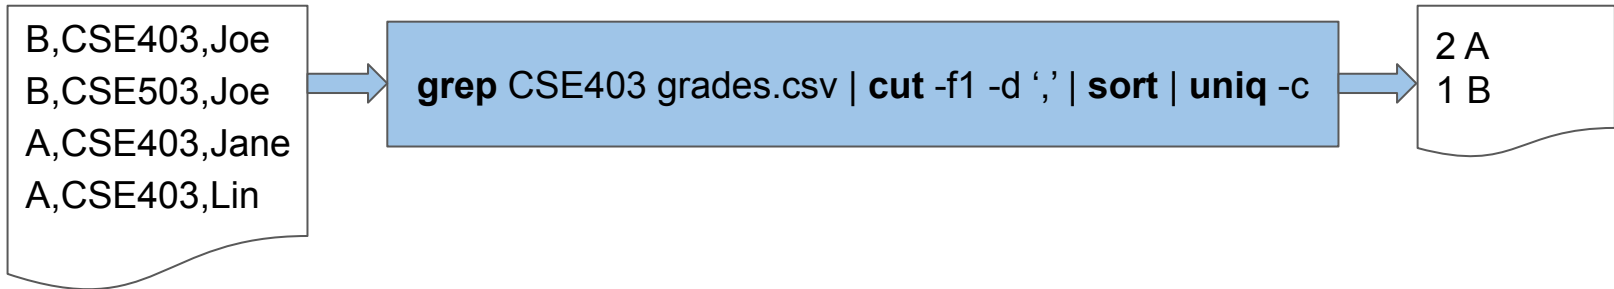 B,CSE403,Joe
B,CSE503,Joe
A,CSE403,Jane
A,CSE403,Lin
grep CSE403 grades.csv | cut -f1 -d ‘,’ | sort | uniq -c
2 A
1 B